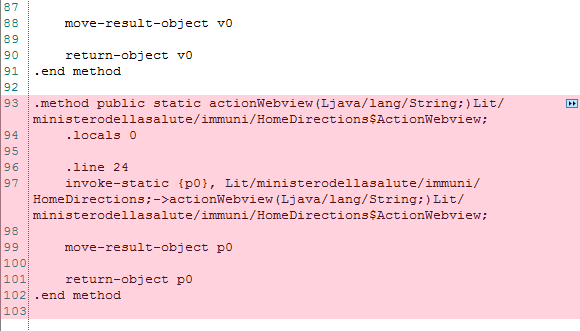 87
88 move-result-object v0
89
90 return-object v0
91 .end method
92
93 .method public static actionWebview(Ljava/lang/String;)Lit/
ministerodellasalute/immuni/HomeDirections$ActionWebview;
94 .locals 0
95
96 .line 24
97 invoke-static {p0}, Lit/ministerodellasalute/immuni/
HomeDirections;->actionWebview(Ljava/lang/String;)Lit/
ministerodellasalute/immuni/HomeDirections$ActionWebview;
98
99 move-result-object p0
100
101 return-object p0
102 .end method
103